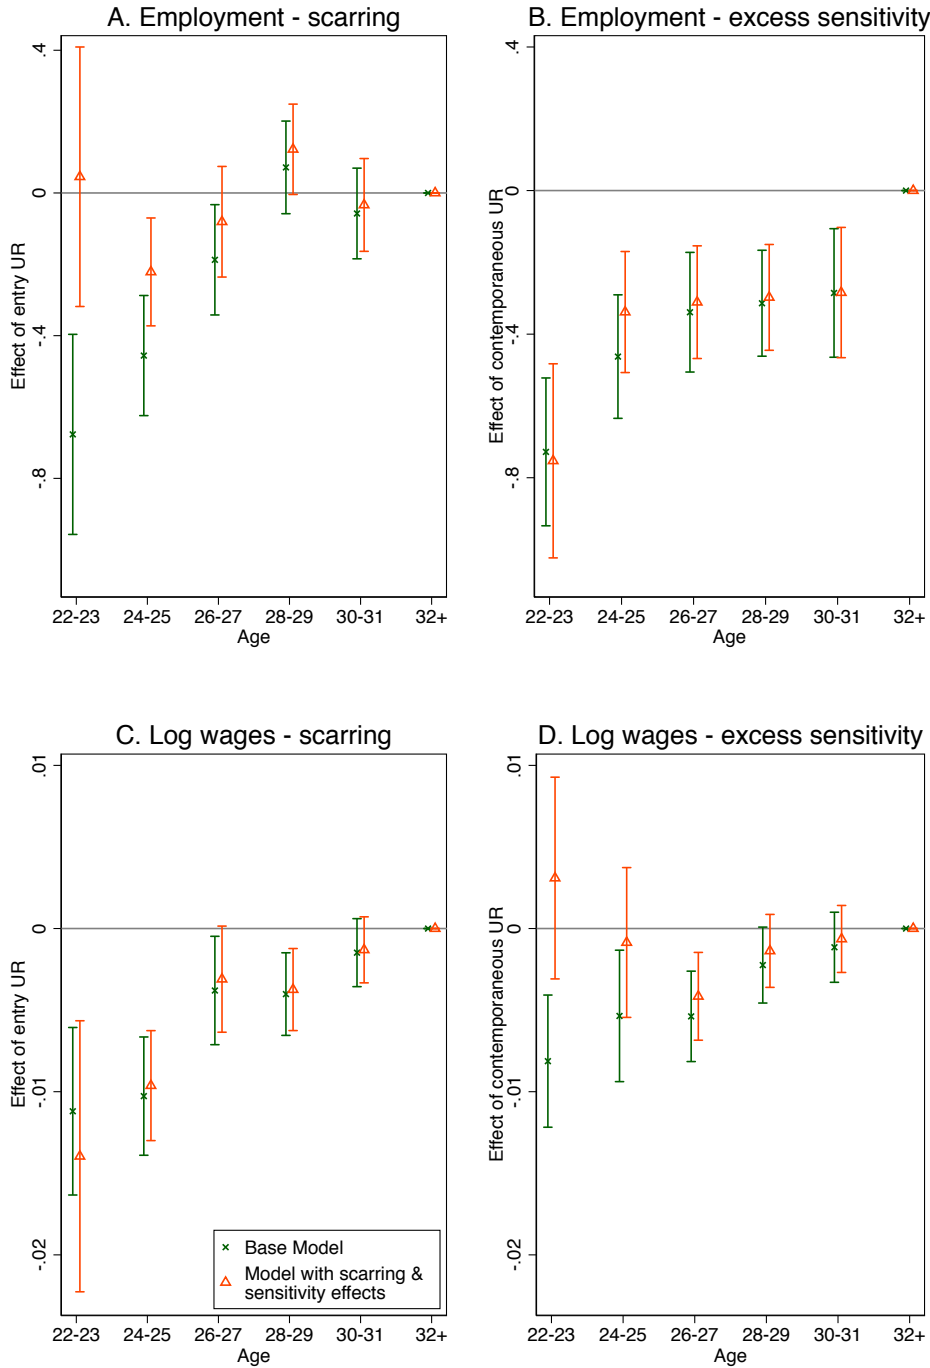 A. Employment - scarring
.4
0
-.4
-.8
Effect of entry UR
22-23 24-25 26-27 28-29 30-31 32+
Age
B. Employment - excess sensitivity
.4
0
-.4
-.8
Effect of contemporaneous UR
22-23 24-25 26-27 28-29 30-31 32+
Age
C. Log wages - scarring
.01
0
-.01
-.02
Effect of entry UR
Base Model
Model with scarring &
sensitivity effects
22-23 24-25 26-27 28-29 30-31 32+
Age
D. Log wages - excess sensitivity
.01
0
-.01
-.02
Effect of contemporaneous UR
22-23 24-25 26-27 28-29 30-31 32+
Age